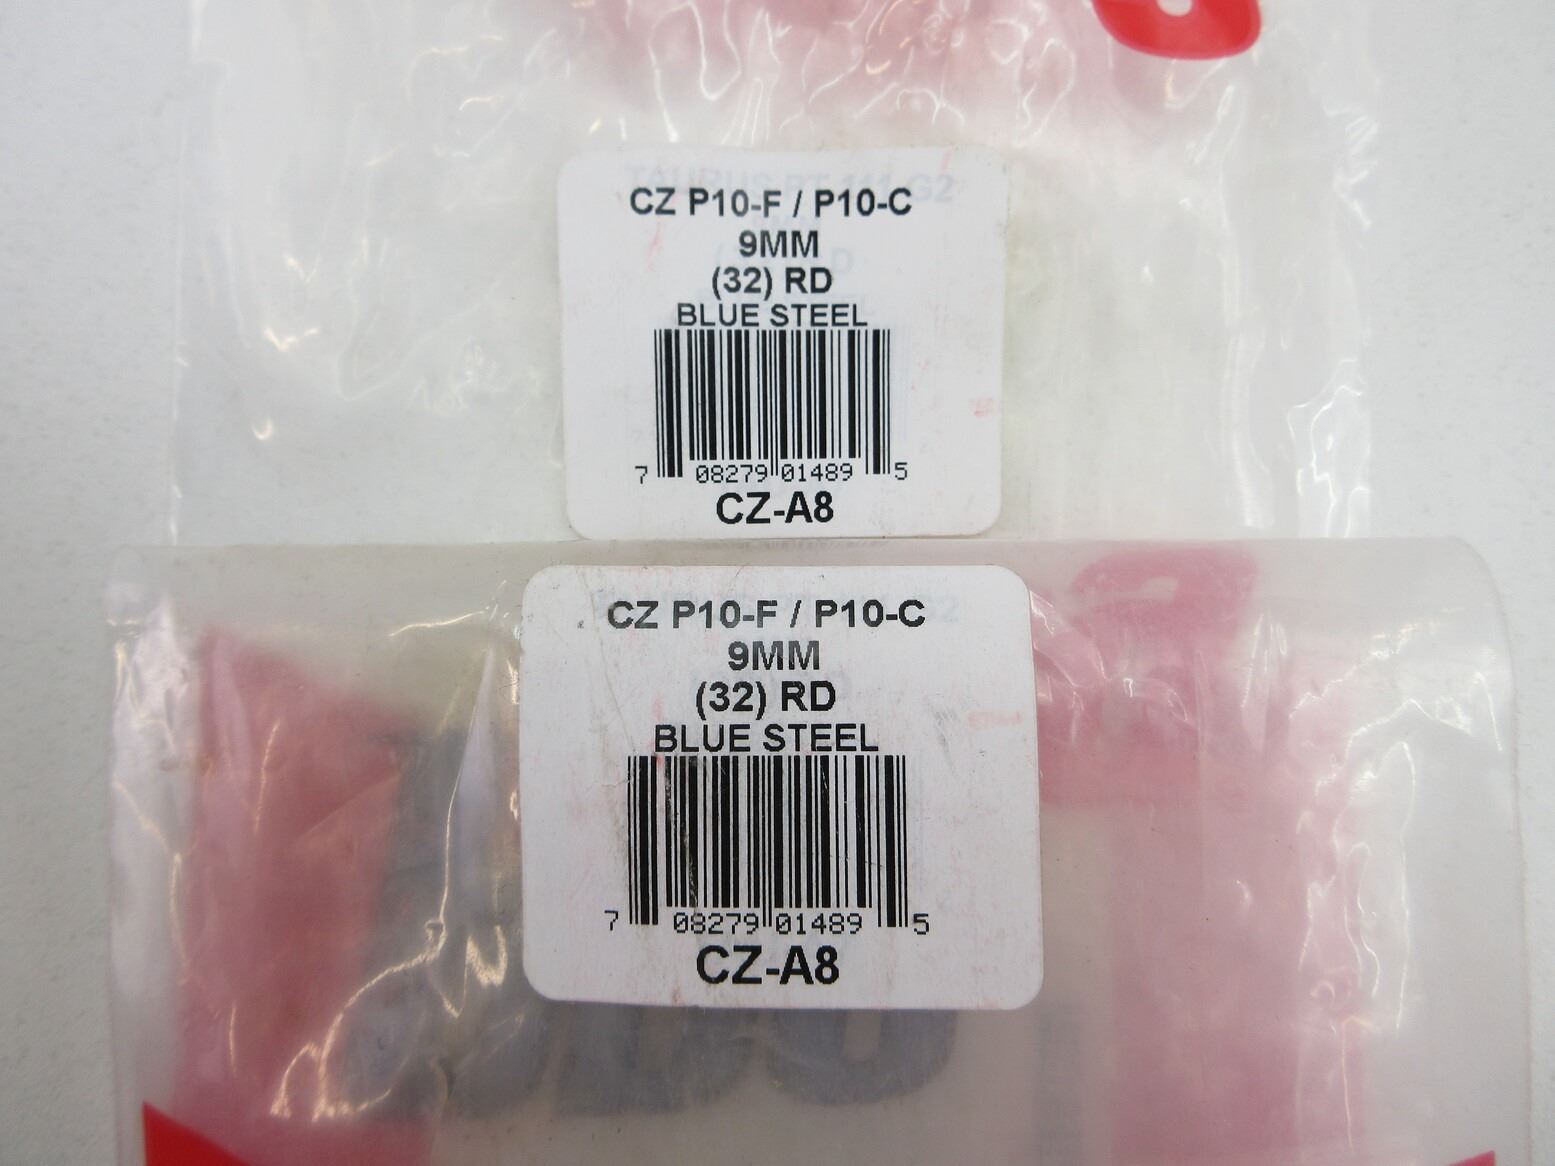 CZ P10-F / P10-C
9MM
(32) RD
BLUE STEEL
7 08279 01489 5
CZ-A8
CZ P10-F / P10-C
9MM
(32) RD
BLUE STEEL
7 08279 01489 5
CZ-A8